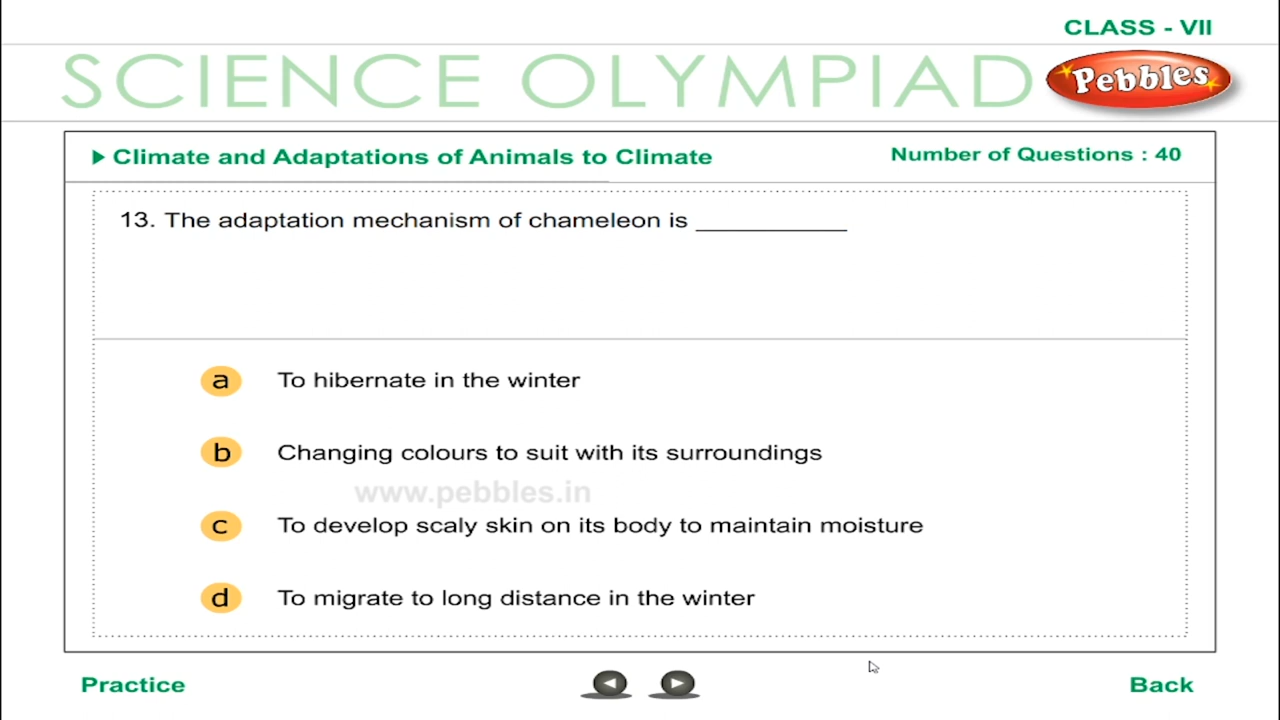 CLASS - VII
SCIENCE OLYMPIAD
Pebbles
Climate and Adaptations of Animals to Climate
Number of Questions : 40
13. The adaptation mechanism of chameleon is ____________
a To hibernate in the winter
b Changing colours to suit with its surroundings
www.pebbles.in
c To develop scaly skin on its body to maintain moisture
d To migrate to long distance in the winter
Practice
Back